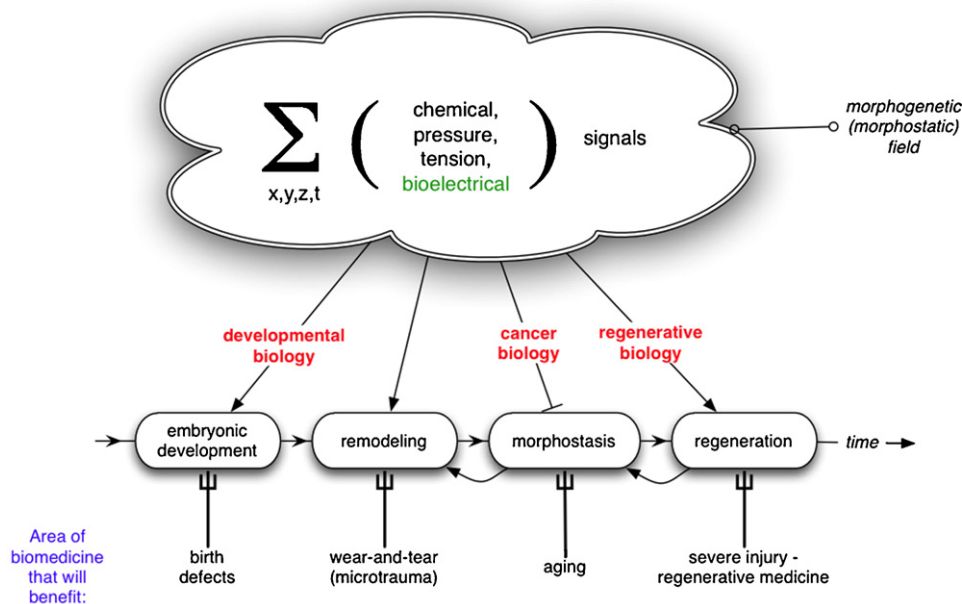 ∑
x,y,z,t
(
chemical,
pressure,
tension,
bioelectrical
)
signals
morphogenetic
(morphostatic)
field
developmental
biology
cancer
biology
regenerative
biology
embryonic
development
remodeling
morphostasis
regeneration
time
Area of
biomedicine
that will
benefit:
birth
defects
wear-and-tear
(microtrauma)
aging
severe injury -
regenerative medicine